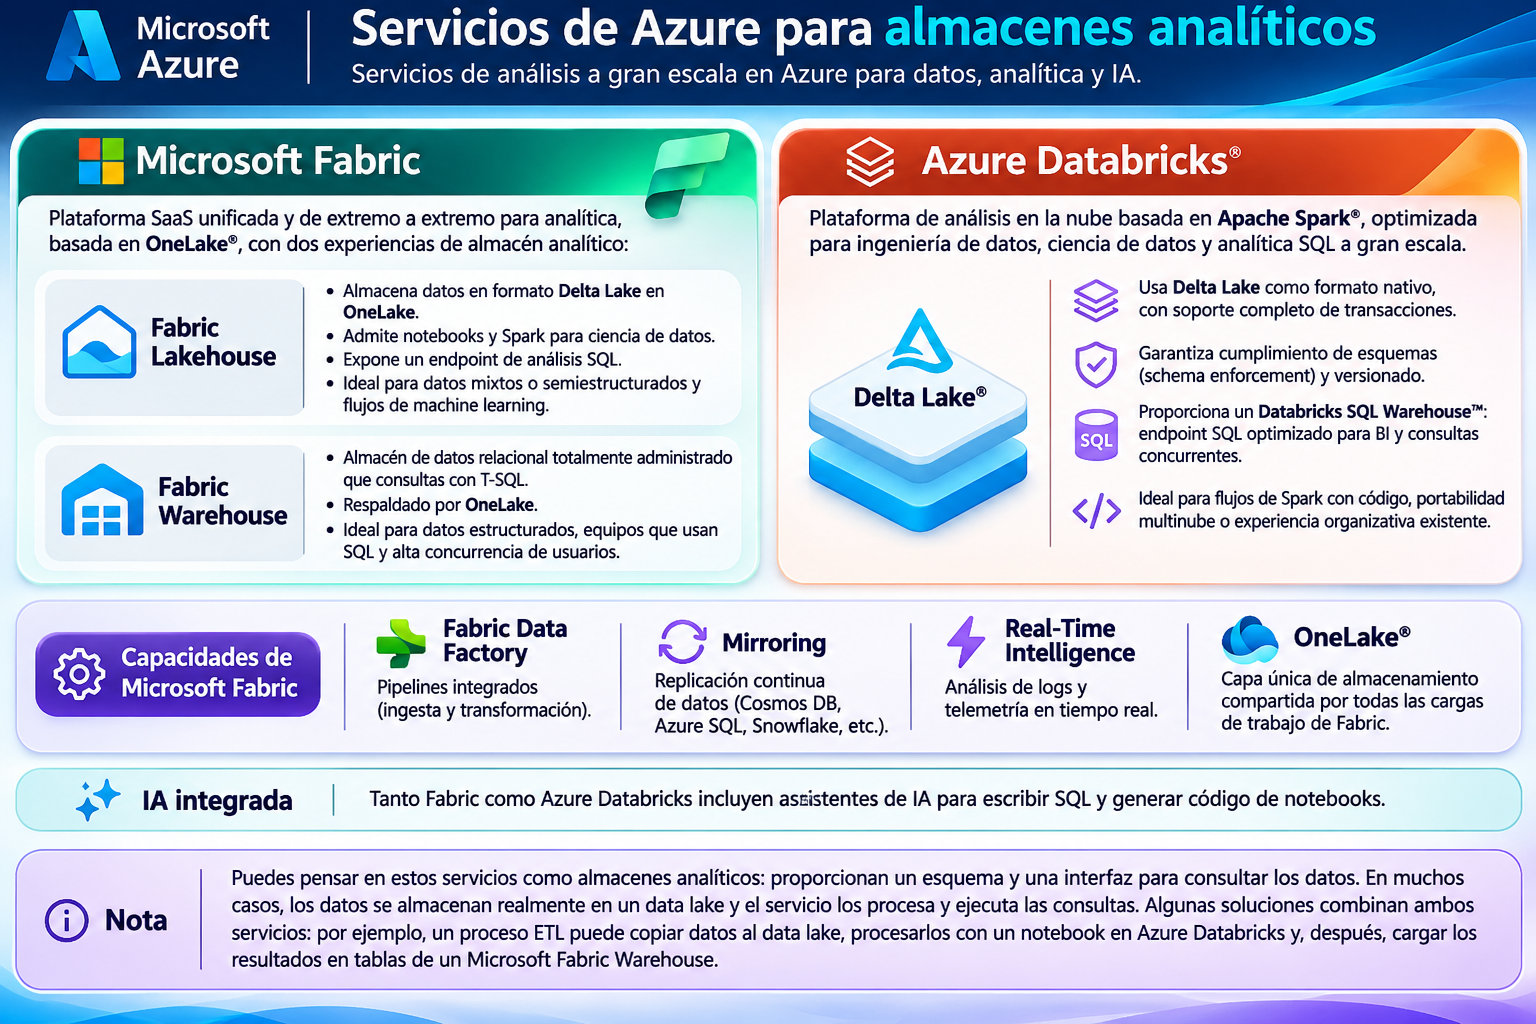 Microsoft
Azure
Servicios de Azure para almacenes analíticos
Servicios de análisis a gran escala en Azure para datos, analítica y IA.
Microsoft Fabric
Plataforma SaaS unificada y de extremo a extremo para analítica,
basada en OneLake®, con dos experiencias de almacén analítico:
Fabric
Lakehouse
• Almacena datos en formato Delta Lake en
OneLake.
• Admite notebooks y Spark para ciencia de datos.
• Expone un endpoint de análisis SQL.
• Ideal para datos mixtos o semiestructurados y
flujos de machine learning.
Fabric
Warehouse
• Almacén de datos relacional totalmente administrado
que consultas con T-SQL.
• Respaldado por OneLake.
• Ideal para datos estructurados, equipos que usan
SQL y alta concurrencia de usuarios.
Azure Databricks®
Plataforma de análisis en la nube basada en Apache Spark®, optimizada
para ingeniería de datos, ciencia de datos y analítica SQL a gran escala.
Delta Lake®
Usa Delta Lake como formato nativo,
con soporte completo de transacciones.
Garantiza cumplimiento de esquemas
(schema enforcement) y versionado.
SQL
Proporciona un Databricks SQL Warehouse™:
endpoint SQL optimizado para BI y consultas
concurrentes.
Ideal para flujos de Spark con código, portabilidad
multinube o experiencia organizativa existente.
Capacidades de
Microsoft Fabric
Fabric Data
Factory
Pipelines integrados
(ingesta y transformación).
Mirroring
Replicación continua
de datos (Cosmos DB,
Azure SQL, Snowflake, etc.).
Real-Time
Intelligence
Análisis de logs y
telemetría en tiempo real.
OneLake®
Capa única de almacenamiento
compartida por todas las cargas
de trabajo de Fabric.
IA integrada
Tanto Fabric como Azure Databricks incluyen asistentes de IA para escribir SQL y generar código de notebooks.
Nota
Puedes pensar en estos servicios como almacenes analíticos: proporcionan un esquema y una interfaz para consultar los datos. En muchos
casos, los datos se almacenan realmente en un data lake y el servicio los procesa y ejecuta las consultas. Algunas soluciones combinan ambos
servicios: por ejemplo, un proceso ETL puede copiar datos al data lake, procesarlos con un notebook en Azure Databricks y, después, cargar los
resultados en tablas de un Microsoft Fabric Warehouse.